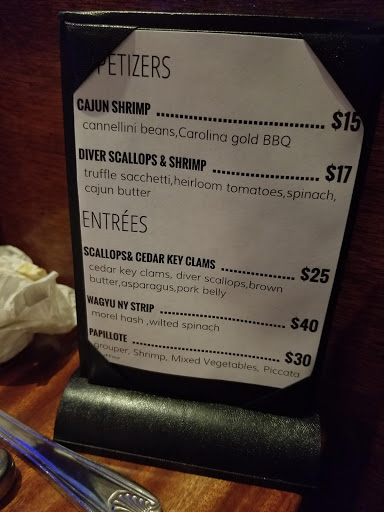 PETIZERS
CAJUN SHRIMP ........................ $15
cannellini beans,Carolina gold BBQ
DIVER SCALLOPS & SHRIMP ........................ $17
truffle sacchetti,heirloom tomatoes,spinach,
cajun butter
ENTRÉES
SCALLOPS& CEDAR KEY CLAMS ............... $25
cedar key clams, diver scallops,brown
butter,asparagus,pork belly
WAGYU NY STRIP ........................ $40
morel hash ,wilted spinach
PAPILLOTE ........................ $30
grouper, Shrimp, Mixed Vegetables, Piccata